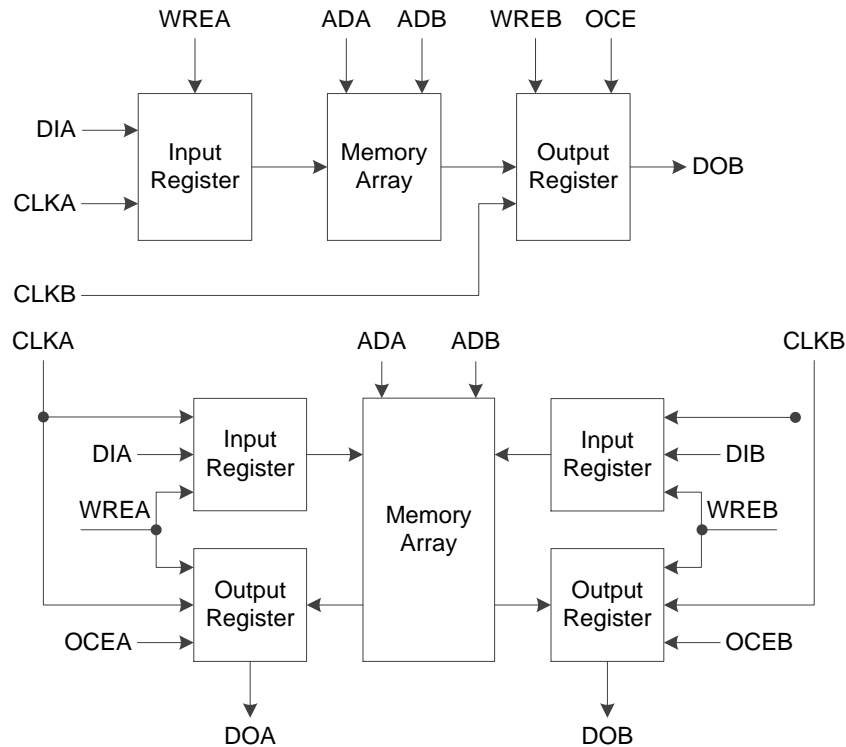 WREA ADA ADB WREB OCE
DIA
Input
Register
Memory
Array
Output
Register
DOB
CLKA
CLKB
CLKA ADA ADB CLKB
DIA
Input
Register
Input
Register
DIB
WREA
Memory
Array
WREB
Output
Register
Output
Register
OCEA
OCEB
DOA DOB